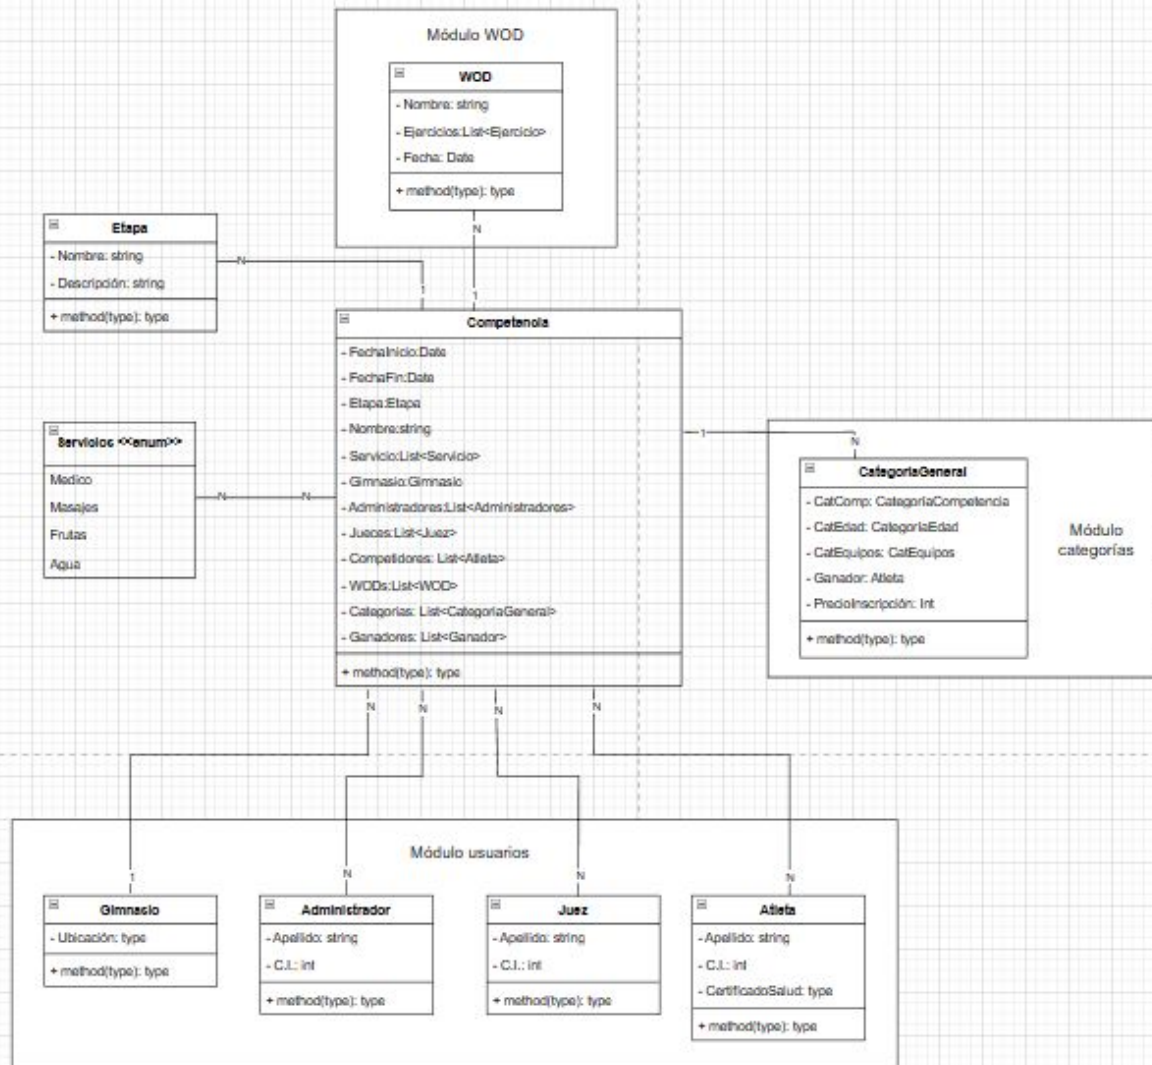 Módulo WOD
WOD
- Nombre: string
- Ejercicios:List<Ejercicio>
- Fecha: Date
+ method(type): type
N
1
Etapa
- Nombre: string
- Descripción: string
+ method(type): type
N
1
Competencia
- FechaInicio:Date
- FechaFin:Date
- Etapa:Etapa
- Nombre:string
- Servicio:List<Servicio>
- Gimnasio:Gimnasio
- Administradores:List<Administradores>
- Jueces:List<Juez>
- Competidores: List<Atleta>
- WODs:List<WOD>
- Categorias: List<CategoriaGeneral>
- Ganadores: List<Ganador>
+ method(type): type
Servicios <<enum>>
Medico
Masajes
Frutas
Agua
N
N
1
N
CategoriaGeneral
- CatComp: CategoriaCompetencia
- CatEdad: CategoriaEdad
- CatEquipos: CatEquipos
- Ganador: Atleta
- PrecioInscripción: Int
+ method(type): type
Módulo
categorías
N
N
N
N
Módulo usuarios
1
N
N
N
Gimnasio
- Ubicación: type
+ method(type): type
Administrador
- Apellido: string
- C.I.: int
+ method(type): type
Juez
- Apellido: string
- C.I.: int
+ method(type): type
Atleta
- Apellido: string
- C.I.: int
- CertificadoSalud: type
+ method(type): type